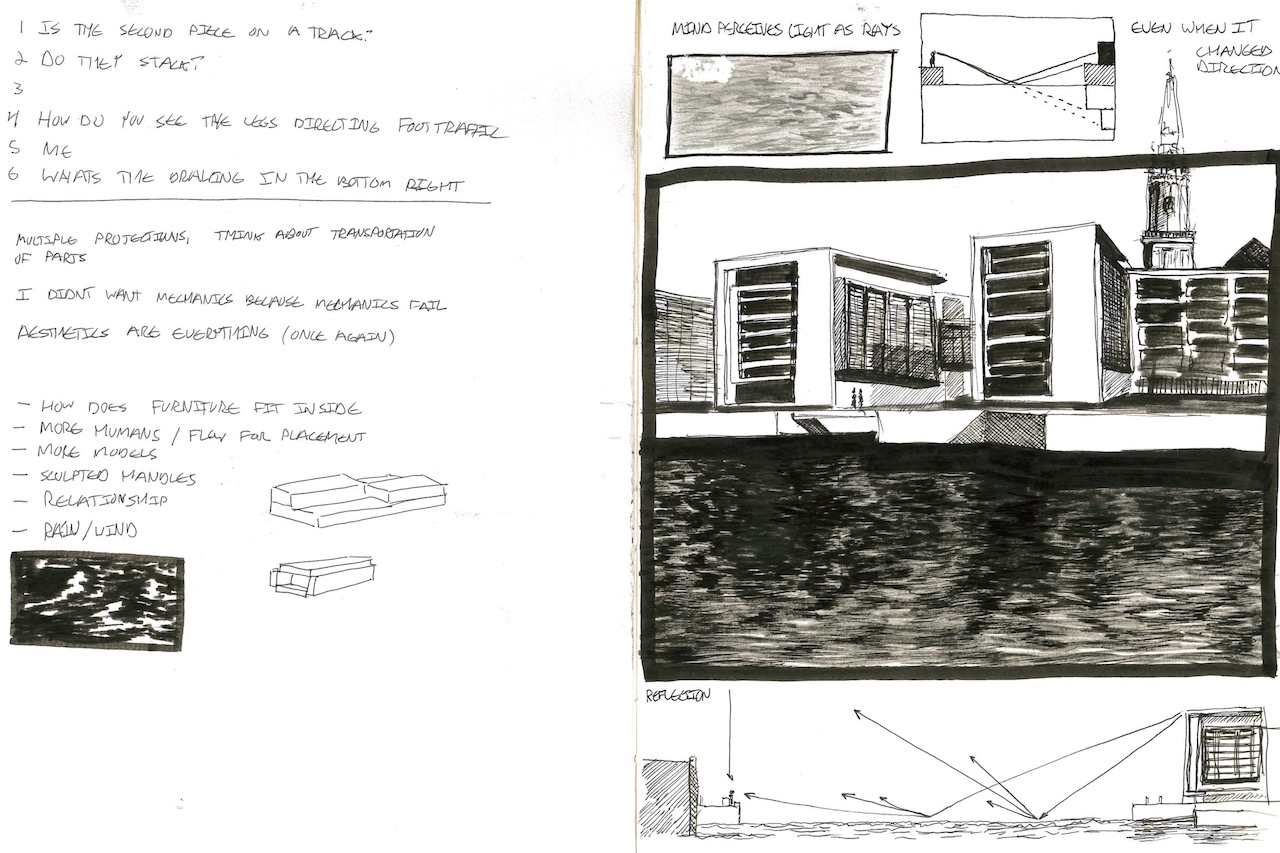 1 IS THE SECOND PIECE ON A TRACK?
2 DO THEY STACK?
3
4 HOW DO YOU SEE THE LEGS DIRECTING FOOT TRAFFIC
5 ME
6 WHATS THE DRAWING IN THE BOTTOM RIGHT
MULTIPLE PROJECTIONS, THINK ABOUT TRANSPORTATION
OF PARTS
I DIDNT WANT MECHANICS BECAUSE MECHANICS FAIL
AESTHETICS ARE EVERYTHING (ONCE AGAIN)
- HOW DOES FURNITURE FIT INSIDE
- MORE HUMANS / FLOW FOR PLACEMENT
- MORE MODELS
- SCULPTED HANDLES
- RELATIONSHIP
- RAIN/WIND
MIND PERCEIVES LIGHT AS RAYS
EVEN WHEN IT
CHANGED
DIRECTION
REFLECTION